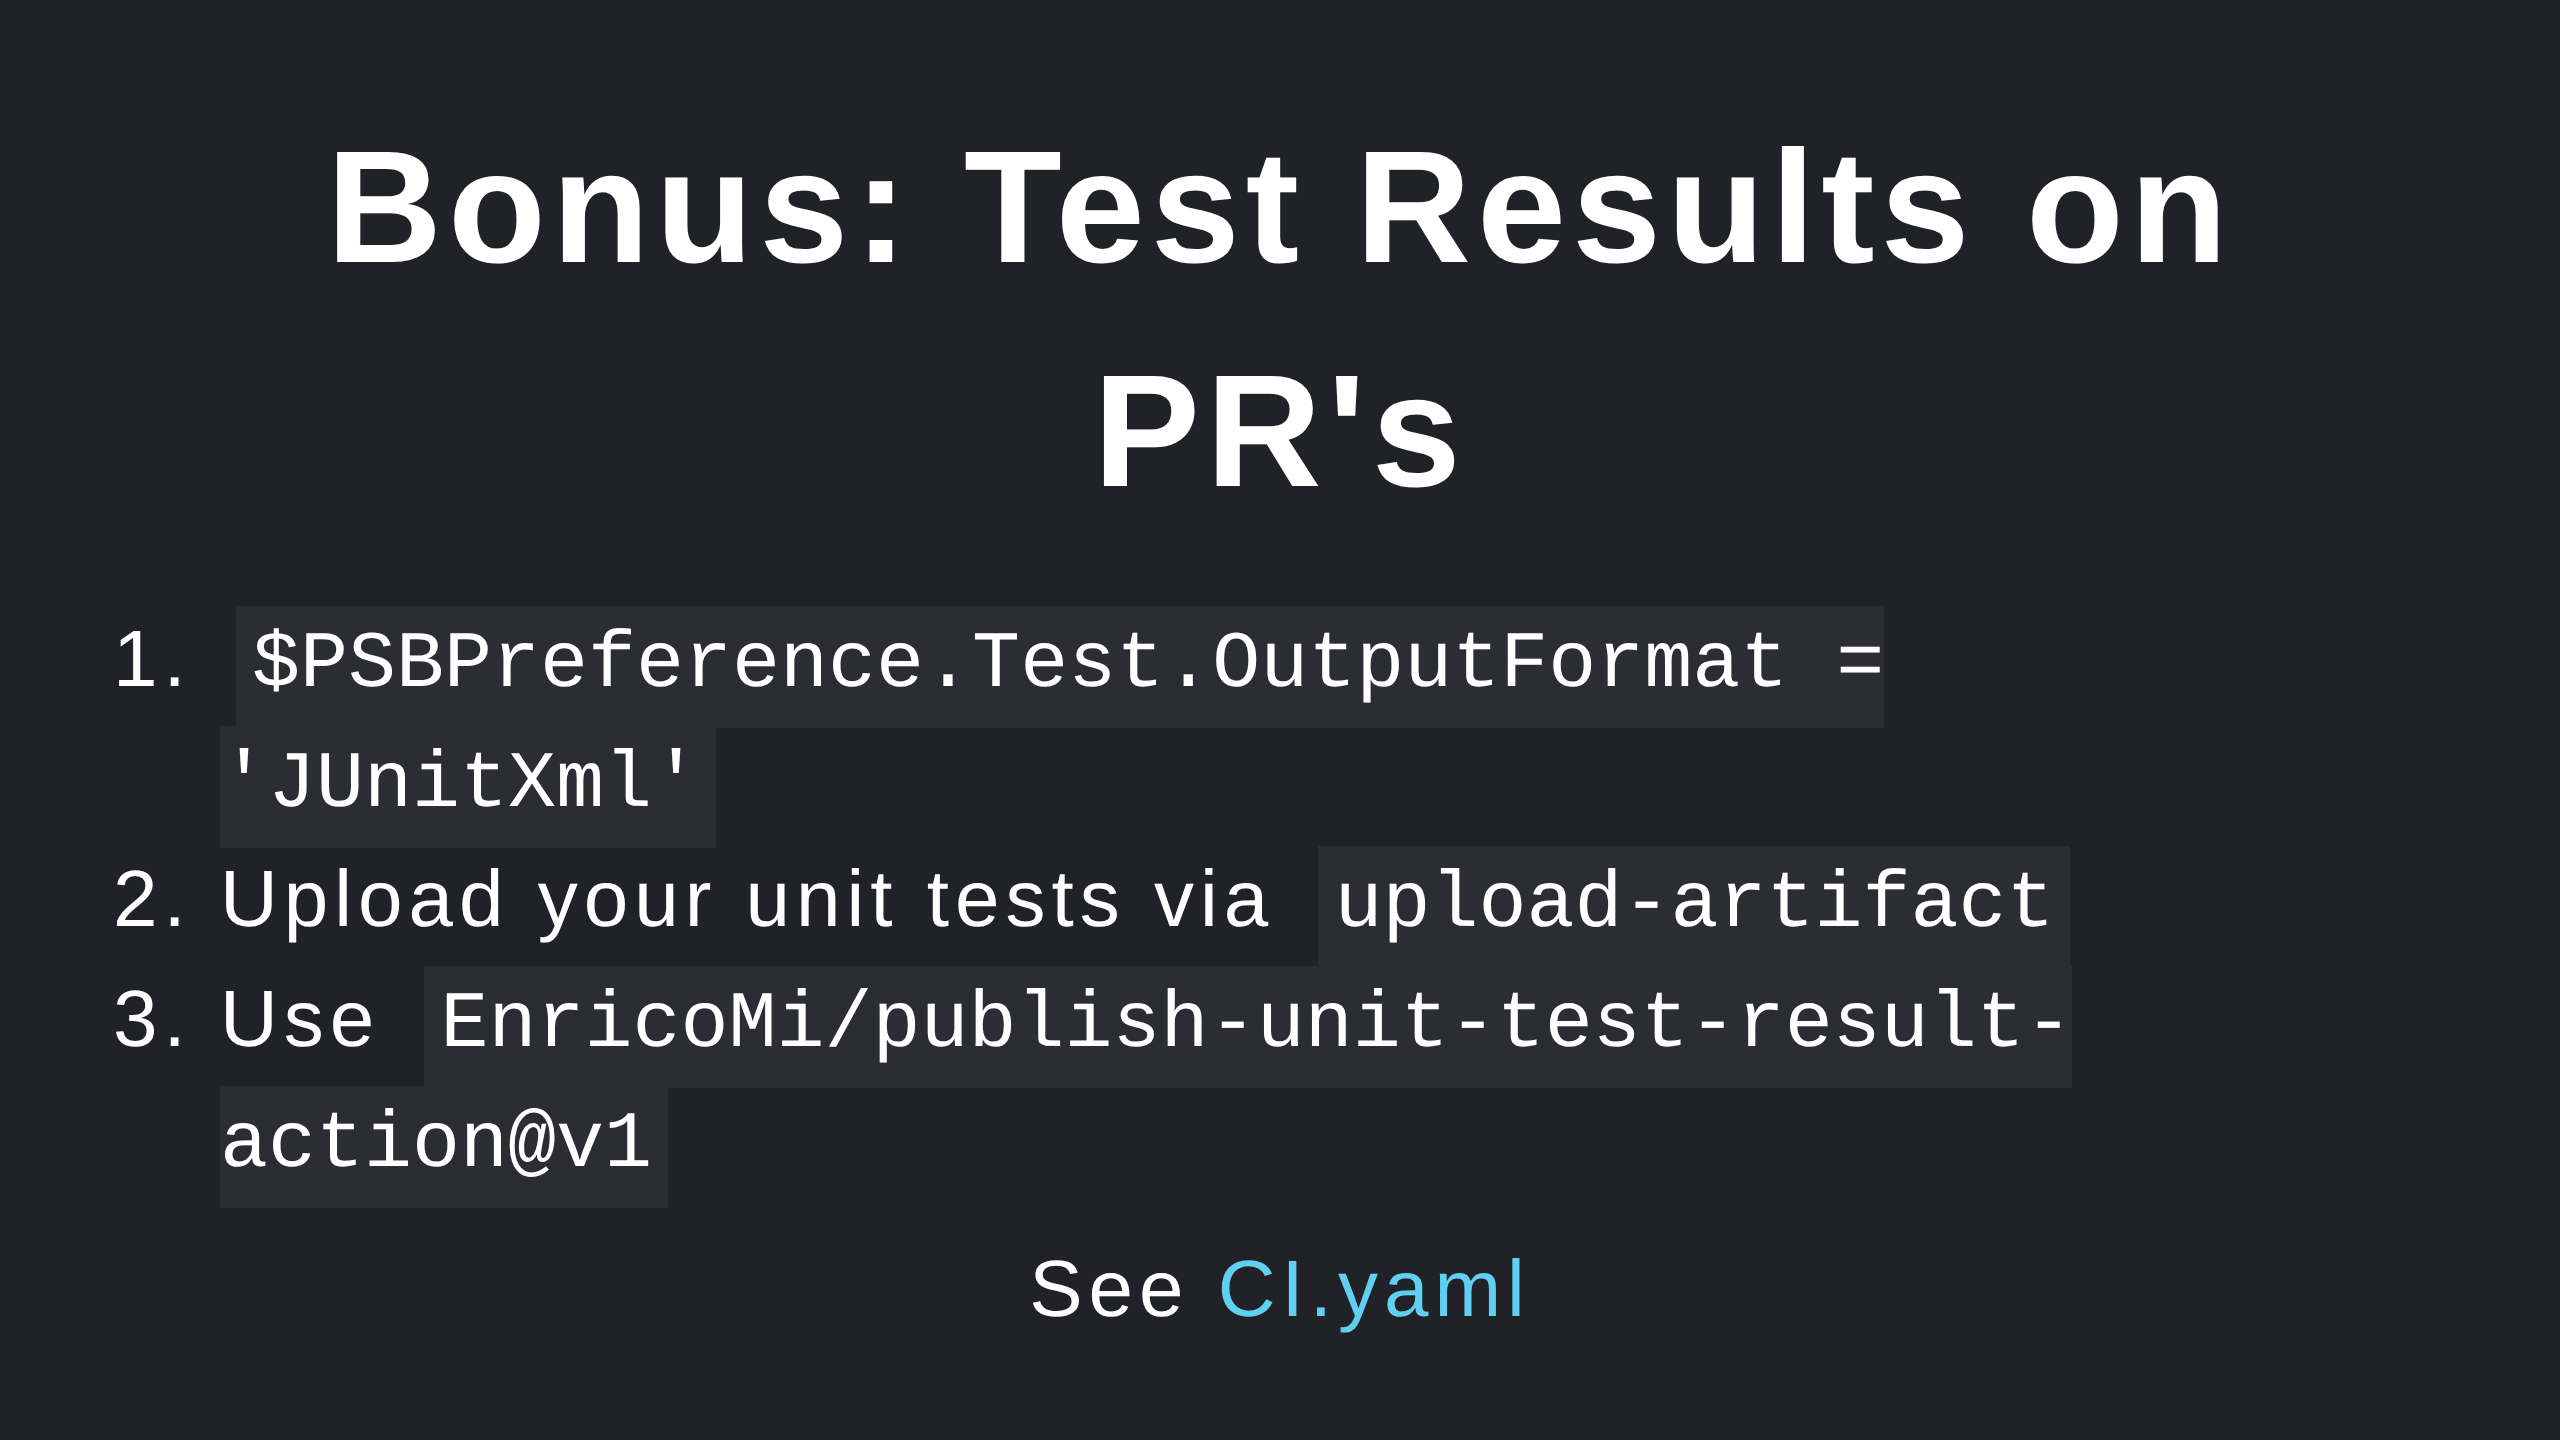 Bonus: Test Results on
PR's
1. $PSBPreference.Test.OutputFormat =
'JUnitXml'
2. Upload your unit tests via upload-artifact
3. Use EnricoMi/publish-unit-test-result-
action@v1
See CI.yaml